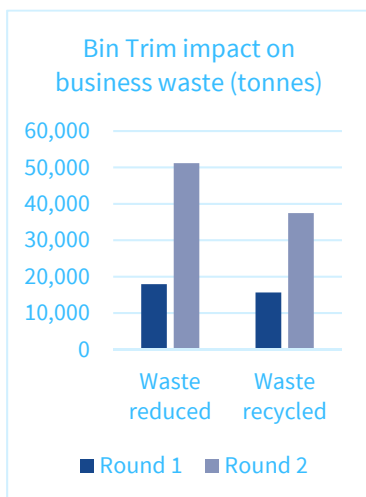 Bin Trim impact on
business waste (tonnes)
60,000
50,000
40,000
30,000
20,000
10,000
0
Waste
reduced
Waste
recycled
Round 1
Round 2